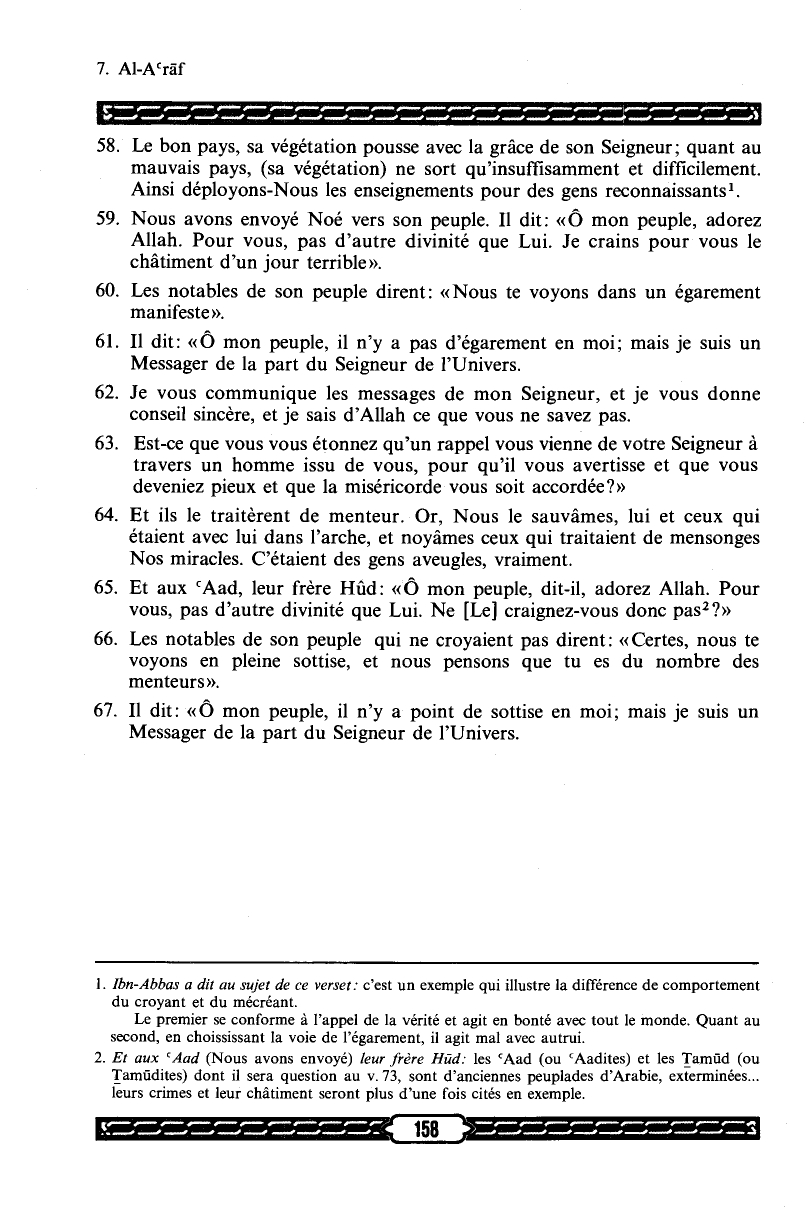 7. Al-Aᶜrāf
58. Le bon pays, sa végétation pousse avec la grâce de son Seigneur; quant au
mauvais pays, (sa végétation) ne sort qu'insuffisamment et difficilement.
Ainsi déployons-Nous les enseignements pour des gens reconnaissants¹.
59. Nous avons envoyé Noé vers son peuple. Il dit: «Ô mon peuple, adorez
Allah. Pour vous, pas d'autre divinité que Lui. Je crains pour vous le
châtiment d'un jour terrible».
60. Les notables de son peuple dirent: «Nous te voyons dans un égarement
manifeste».
61. Il dit: «Ô mon peuple, il n'y a pas d'égarement en moi; mais je suis un
Messager de la part du Seigneur de l'Univers.
62. Je vous communique les messages de mon Seigneur, et je vous donne
conseil sincère, et je sais d'Allah ce que vous ne savez pas.
63. Est-ce que vous vous étonnez qu'un rappel vous vienne de votre Seigneur à
travers un homme issu de vous, pour qu'il vous avertisse et que vous
deveniez pieux et que la miséricorde vous soit accordée?»
64. Et ils le traitèrent de menteur. Or, Nous le sauvâmes, lui et ceux qui
étaient avec lui dans l'arche, et noyâmes ceux qui traitaient de mensonges
Nos miracles. C'étaient des gens aveugles, vraiment.
65. Et aux ᶜAad, leur frère Hûd: «Ô mon peuple, dit-il, adorez Allah. Pour
vous, pas d'autre divinité que Lui. Ne [Le] craignez-vous donc pas²?»
66. Les notables de son peuple qui ne croyaient pas dirent: «Certes, nous te
voyons en pleine sottise, et nous pensons que tu es du nombre des
menteurs».
67. Il dit: «Ô mon peuple, il n'y a point de sottise en moi; mais je suis un
Messager de la part du Seigneur de l'Univers.
1. Ibn-Abbas a dit au sujet de ce verset: c'est un exemple qui illustre la différence de comportement
du croyant et du mécréant.
Le premier se conforme à l'appel de la vérité et agit en bonté avec tout le monde. Quant au
second, en choississant la voie de l'égarement, il agit mal avec autrui.
2. Et aux ᶜAad (Nous avons envoyé) leur frère Hūd: les ᶜAad (ou ᶜAadites) et les Ṯamūd (ou
Ṯamūdites) dont il sera question au v. 73, sont d'anciennes peuplades d'Arabie, exterminées...
leurs crimes et leur châtiment seront plus d'une fois cités en exemple.
158